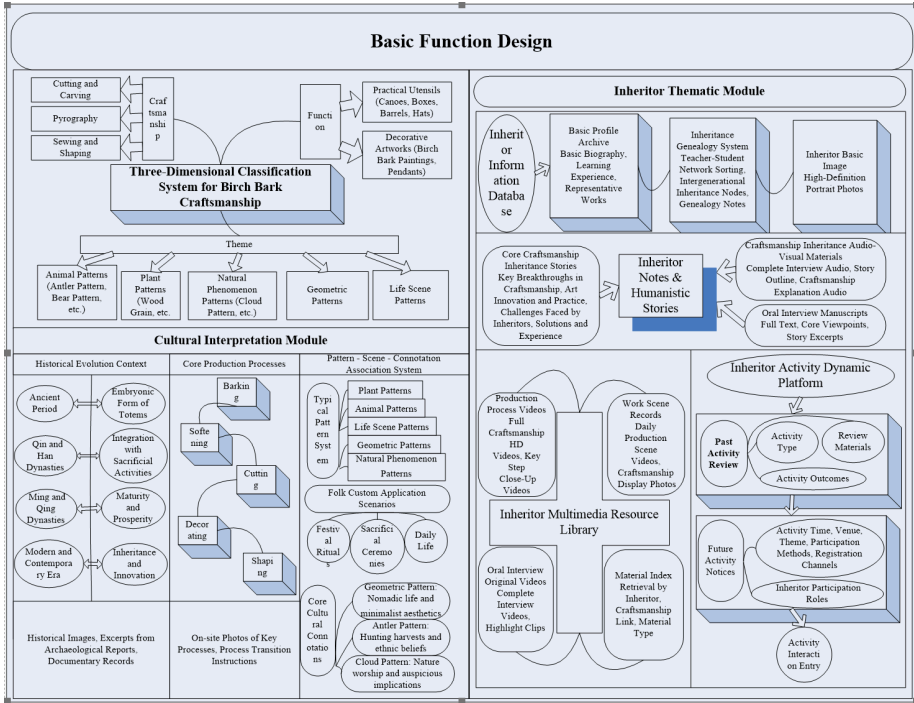 Basic Function Design
Cutting and
Carving
Pyrography
Sewing and
Shaping
Craf
tsma
nshi
p
Functi
on
Practical Utensils
(Canoes, Boxes,
Barrels, Hats)
Decorative
Artworks (Birch
Bark Paintings,
Pendants)
Three-Dimensional Classification
System for Birch Bark
Craftsmanship
Theme
Animal Patterns
(Antler Pattern,
Bear Pattern,
etc.)
Plant
Patterns
(Wood
Grain, etc.)
Natural
Phenomenon
Patterns (Cloud
Pattern, etc.)
Geometric
Patterns
Life Scene
Patterns
Cultural Interpretation Module
Historical Evolution Context
Ancient
Period
Embryonic
Form of
Totems
Qin and
Han
Dynasties
Integration
with
Sacrificial
Activities
Ming and
Qing
Dynasties
Maturity
and
Prosperity
Modern and
Contempora
ry Era
Inheritance
and
Innovation
Historical Images, Excerpts from
Archaeological Reports,
Documentary Records
Core Production Processes
Barkin
g
Softe
ning
Cuttin
g
Decor
ating
Shapi
ng
On-site Photos of Key
Processes, Process Transition
Instructions
Pattern - Scene - Connotation
Association System
Typi
cal
Patt
ern
Syst
em
Plant Patterns
Animal Patterns
Life Scene Patterns
Geometric Patterns
Natural Phenomenon
Patterns
Folk Custom Application
Scenarios
Festiv
al
Ritual
s
Sacrifici
al
Ceremo
nies
Daily
Life
Core
Cultu
ral
Conn
otatio
ns
Geometric Pattern:
Nomadic life and
minimalist aesthetics
Antler Pattern:
Hunting harvests and
ethnic beliefs
Cloud Pattern: Nature
worship and auspicious
implications
Inheritor Thematic Module
Inherit
or
Inform
ation
Databa
se
Basic Profile
Archive
Basic Biography,
Learning
Experience,
Representative
Works
Inheritance
Genealogy System
Teacher-Student
Network Sorting,
Intergenerational
Inheritance Nodes,
Genealogy Notes
Inheritor Basic
Image
High-Definition
Portrait Photos
Core Craftsmanship
Inheritance Stories
Key Breakthroughs in
Craftsmanship, Art
Innovation and Practice,
Challenges Faced by
Inheritors, Solutions and
Experience
Inheritor
Notes &
Humanistic
Stories
Craftsmanship Inheritance Audio-
Visual Materials
Complete Interview Audio, Story
Outline, Craftsmanship
Explanation Audio
Oral Interview Manuscripts
Full Text, Core Viewpoints,
Story Excerpts
Production
Process Videos
Full
Craftsmanship
HD
Videos, Key
Step
Close-Up
Videos
Work Scene
Records
Daily
Production
Scene
Videos,
Craftsmanship
Display Photos
Inheritor Multimedia Resource
Library
Oral Interview
Original Videos
Complete
Interview
Videos,
Highlight Clips
Material Index
Retrieval by
Inheritor,
Craftsmanship
Link, Material
Type
Inheritor Activity Dynamic
Platform
Past
Activity
Review
Activity
Type
Review
Materials
Activity Outcomes
Future
Activity
Notices
Activity Time, Venue,
Theme, Participation
Methods, Registration
Channels
Inheritor Participation
Roles
Activity
Interacti
on Entry